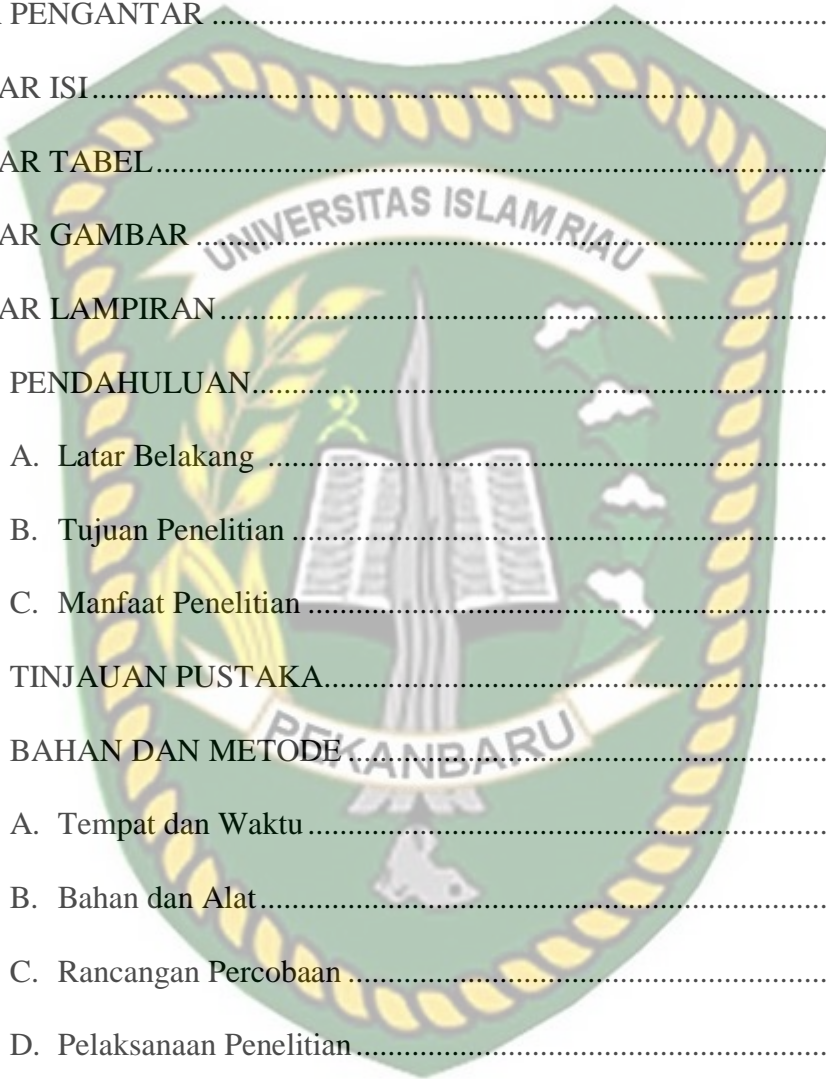 PENGANTAR ....................................................................
AR ISI ....................................................................................
AR TABEL ............................................................................
UNIVERSITAS ISLAM RIAU
AR GAMBAR .......................................................................
AR LAMPIRAN ....................................................................
PENDAHULUAN ................................................................
A. Latar Belakang ................................................................
B. Tujuan Penelitian .............................................................
C. Manfaat Penelitian ...........................................................
TINJAUAN PUSTAKA .......................................................
BAHAN DAN METODE .....................................................
PEKANBARU
A. Tempat dan Waktu ...........................................................
B. Bahan dan Alat .................................................................
C. Rancangan Percobaan ......................................................
D. Pelaksanaan Penelitian .....................................................